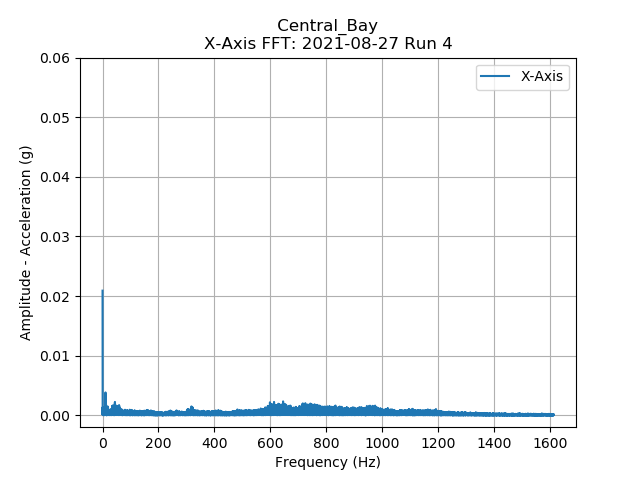 Central_Bay
X-Axis FFT: 2021-08-27 Run 4
X-Axis
0.06
0.05
0.04
0.03
0.02
0.01
0.00
Amplitude - Acceleration (g)
0 200 400 600 800 1000 1200 1400 1600
Frequency (Hz)